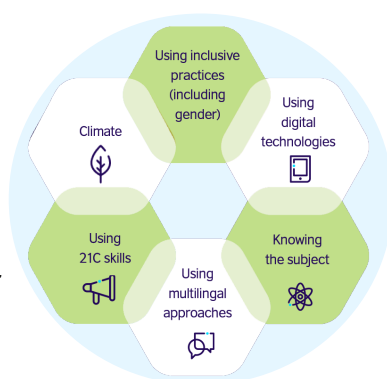 Using inclusive
practices
(including
gender)
Using
digital
technologies
Climate
Using
21C skills
Knowing
the subject
Using
multilingal
approaches